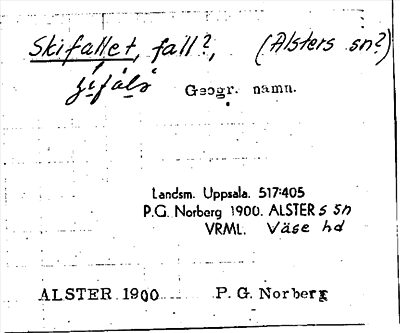 Skifallet, fall?, (Alsters sn?)
Geogr. namn.
Landsm. Uppsala. 517:405
P.G. Norberg 1900. ALSTERs sn
VRML. Väse hd
ALSTER 1900 P. G. Norberg